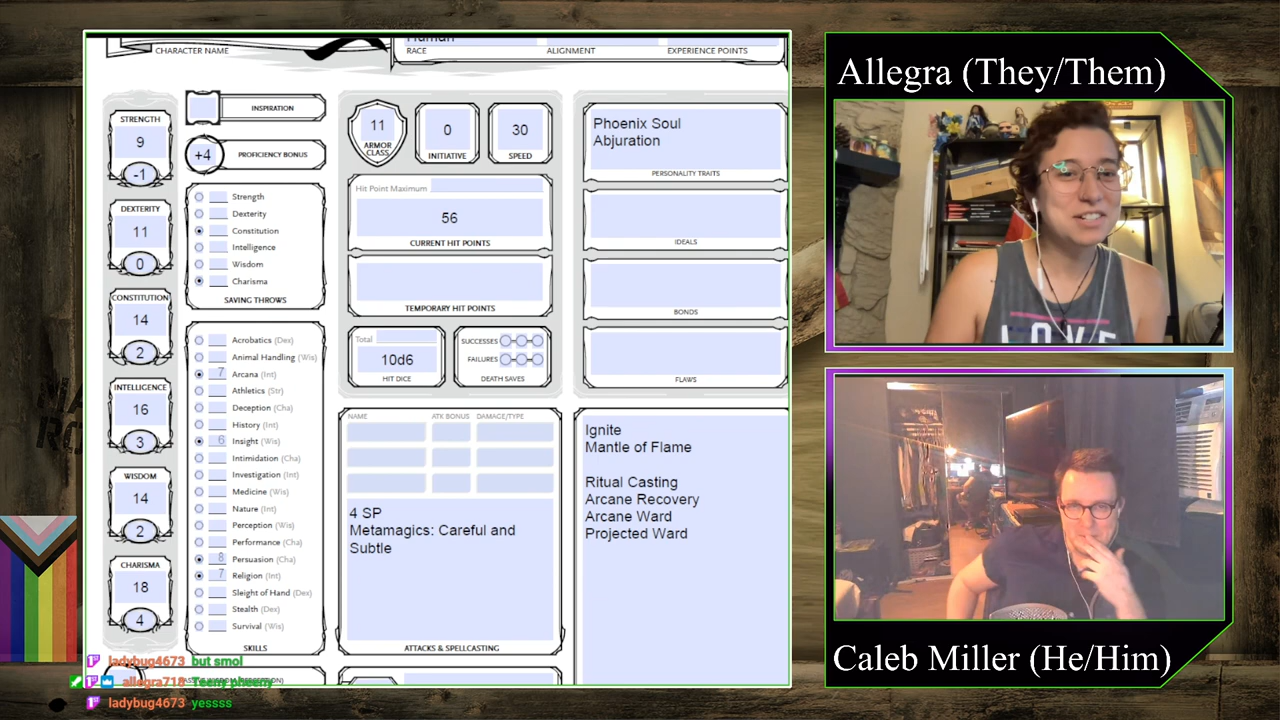 CHARACTER NAME
Human
RACE
ALIGNMENT
EXPERIENCE POINTS
STRENGTH
9
-1
DEXTERITY
11
0
CONSTITUTION
14
2
INTELLIGENCE
16
3
WISDOM
14
2
CHARISMA
18
4
INSPIRATION
+4 PROFICIENCY BONUS
Strength
Dexterity
Constitution
Intelligence
Wisdom
Charisma
SAVING THROWS
Acrobatics (Dex)
Animal Handling (Wis)
7 Arcana (Int)
Athletics (Str)
Deception (Cha)
History (Int)
6 Insight (Wis)
Intimidation (Cha)
Investigation (Int)
Medicine (Wis)
Nature (Int)
Perception (Wis)
Performance (Cha)
8 Persuasion (Cha)
7 Religion (Int)
Sleight of Hand (Dex)
Stealth (Dex)
Survival (Wis)
SKILLS
11
ARMOR
CLASS
0
INITIATIVE
30
SPEED
Hit Point Maximum
56
CURRENT HIT POINTS
TEMPORARY HIT POINTS
Total
10d6
HIT DICE
SUCCESSES
FAILURES
DEATH SAVES
NAME ATK BONUS DAMAGE/TYPE
4 SP
Metamagics: Careful and
Subtle
ATTACKS & SPELLCASTING
Phoenix Soul
Abjuration
PERSONALITY TRAITS
IDEALS
BONDS
FLAWS
Ignite
Mantle of Flame
Ritual Casting
Arcane Recovery
Arcane Ward
Projected Ward
ladybug4673 but smol
allegra718 Teeny pheeny
ladybug4673 yessss
Allegra (They/Them)
LOVE
Caleb Miller (He/Him)